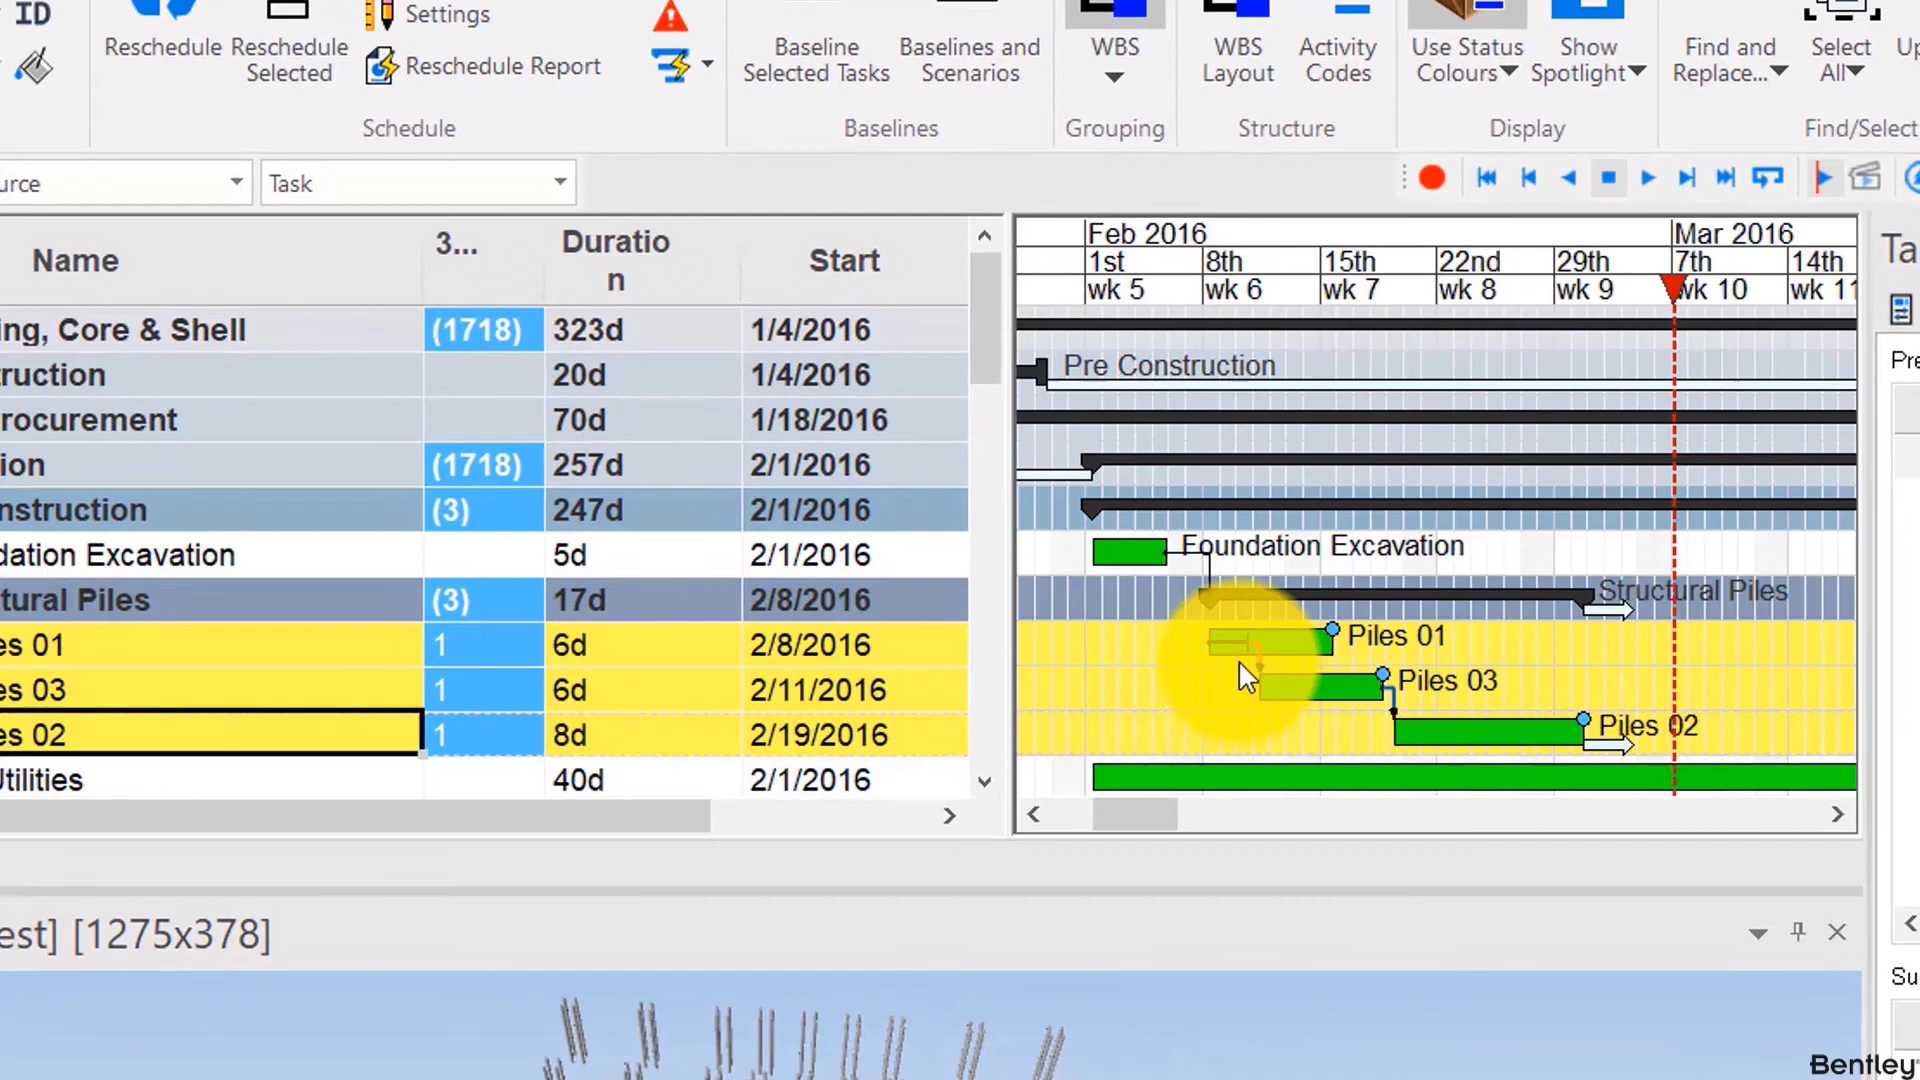 ID
Reschedule
Reschedule
Selected
Settings
Reschedule Report
Schedule
Baseline
Selected Tasks
Baselines and
Scenarios
Baselines
WBS
Grouping
WBS
Layout
Activity
Codes
Structure
Use Status
Colours
Show
Spotlight
Display
Find and
Replace...
Select
All
Up
Find/Select
urce
Task
Name
3...
Duratio
n
Start
ing, Core & Shell (1718) 323d 1/4/2016
truction 20d 1/4/2016
rocurement 70d 1/18/2016
ion (1718) 257d 2/1/2016
nstruction (3) 247d 2/1/2016
dation Excavation 5d 2/1/2016
tural Piles (3) 17d 2/8/2016
es 01 1 6d 2/8/2016
es 03 1 6d 2/11/2016
es 02 1 8d 2/19/2016
Utilities 40d 2/1/2016
Feb 2016 Mar 2016
1st 8th 15th 22nd 29th 7th 14th
wk 5 wk 6 wk 7 wk 8 wk 9 wk 10 wk 11
Pre Construction
Foundation Excavation
Structural Piles
Piles 01
Piles 03
Piles 02
Ta
Pre
Su
est] [1275x378]
Bentley